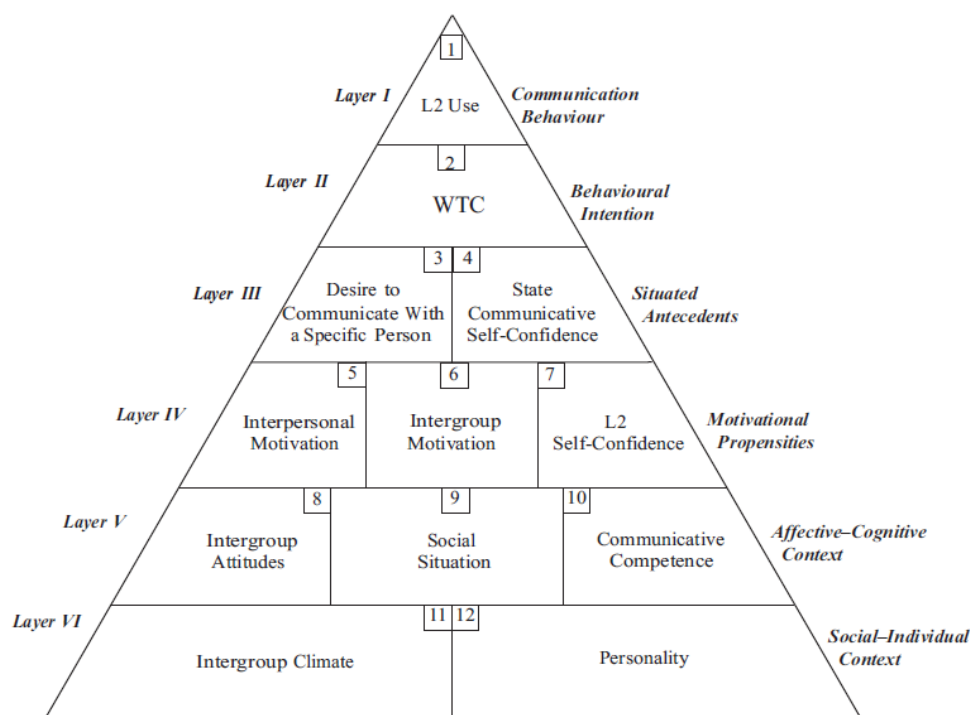 1
Layer I
L2 Use
Communication
Behaviour
2
Layer II
WTC
Behavioural
Intention
3 4
Layer III
Desire to
Communicate With
a Specific Person
State
Communicative
Self-Confidence
Situated
Antecedents
5 6 7
Layer IV
Interpersonal
Motivation
Intergroup
Motivation
L2
Self-Confidence
Motivational
Propensities
8 9 10
Layer V
Intergroup
Attitudes
Social
Situation
Communicative
Competence
Affective–Cognitive
Context
11 12
Layer VI
Intergroup Climate
Personality
Social–Individual
Context